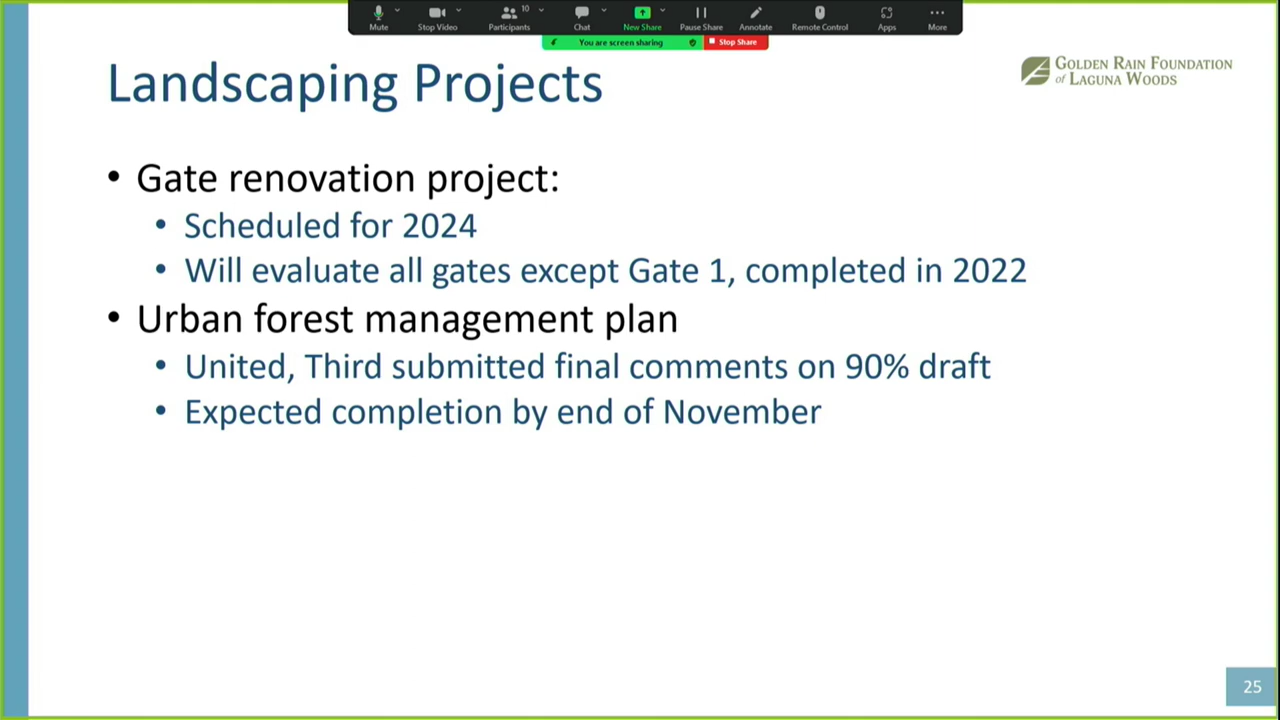 Mute
Stop Video
Participants
10
Chat
New Share
Pause Share
Annotate
Remote Control
Apps
More
You are screen sharing
Stop Share
Landscaping Projects
GOLDEN RAIN FOUNDATION
of LAGUNA WOODS
• Gate renovation project:
• Scheduled for 2024
• Will evaluate all gates except Gate 1, completed in 2022
• Urban forest management plan
• United, Third submitted final comments on 90% draft
• Expected completion by end of November
25